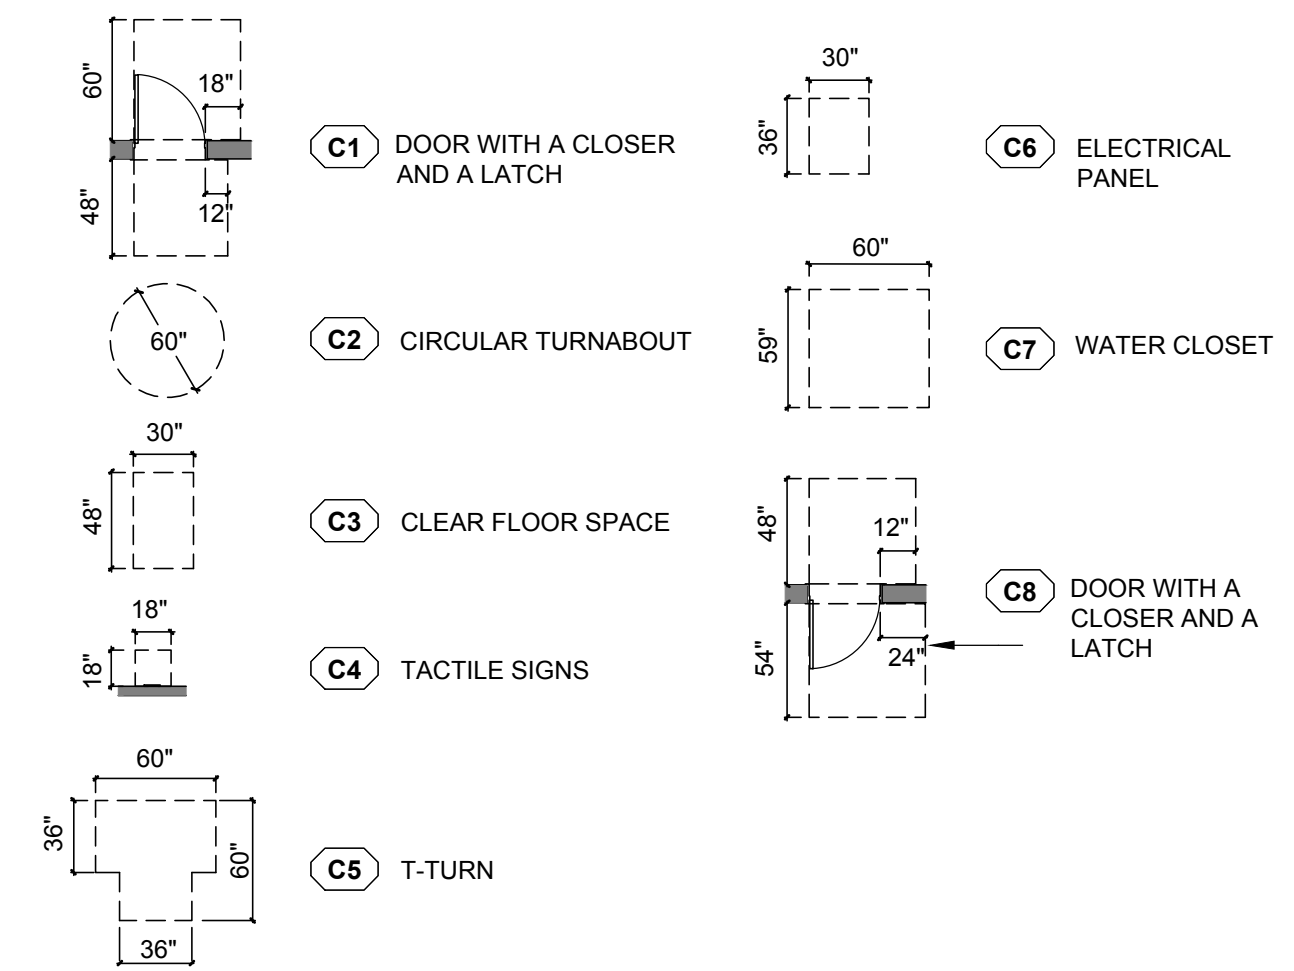 60"
18"
48"
12"
C1
DOOR WITH A CLOSER
AND A LATCH
60"
C2
CIRCULAR TURNABOUT
30"
48"
C3
CLEAR FLOOR SPACE
18"
18"
C4
TACTILE SIGNS
60"
36"
60"
36"
C5
T-TURN
30"
36"
C6
ELECTRICAL
PANEL
60"
59"
C7
WATER CLOSET
48"
12"
54"
24"
C8
DOOR WITH A
CLOSER AND A
LATCH